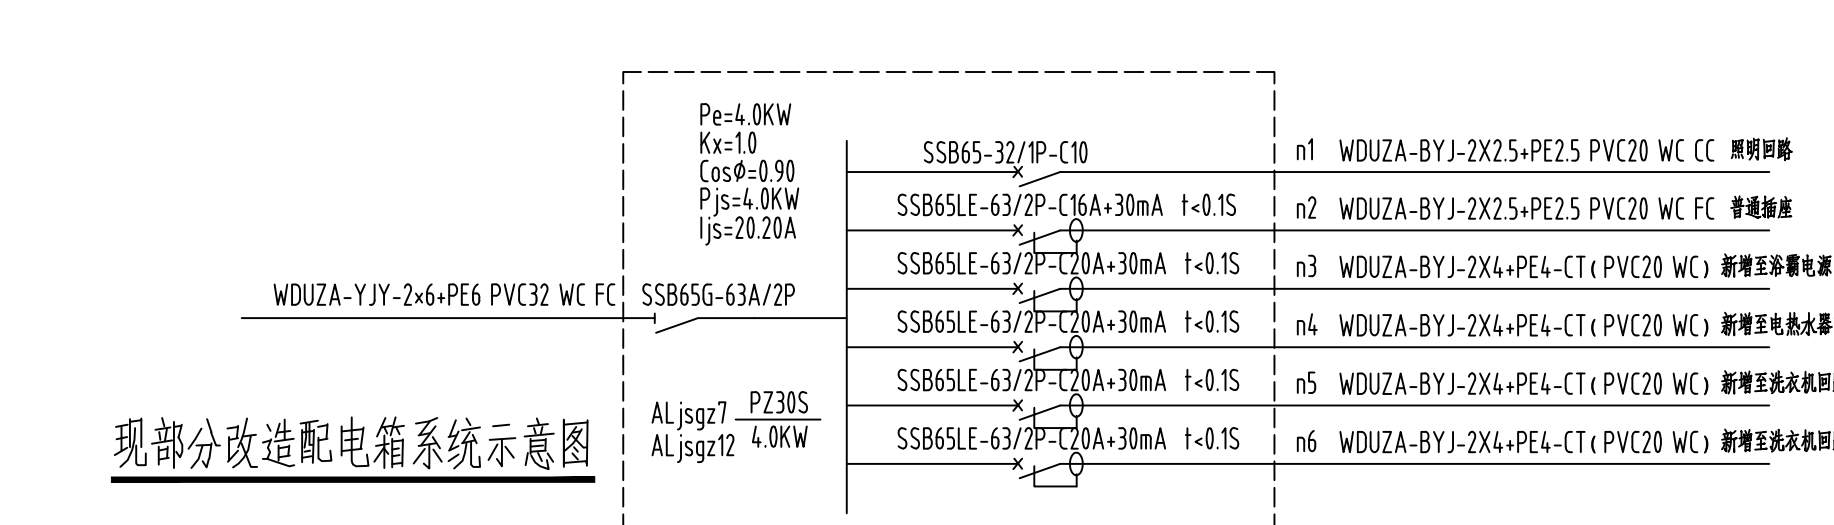 Pe=4.0KW
Kx=1.0
CosØ=0.90
Pjs=4.0KW
Ijs=20.20A
WDUZA-YJY-2×6+PE6 PVC32 WC FC
SSB65G-63A/2P
ALjsgz7
ALjsgz12
PZ30S
4.0KW
SSB65-32/1P-C10
n1 WDUZA-BYJ-2X2.5+PE2.5 PVC20 WC CC 照明回路
SSB65LE-63/2P-C16A+30mA t<0.1S
n2 WDUZA-BYJ-2X2.5+PE2.5 PVC20 WC FC 普通插座
SSB65LE-63/2P-C20A+30mA t<0.1S
n3 WDUZA-BYJ-2X4+PE4-CT(PVC20 WC) 新增至浴霸电源
SSB65LE-63/2P-C20A+30mA t<0.1S
n4 WDUZA-BYJ-2X4+PE4-CT(PVC20 WC) 新增至电热水器
SSB65LE-63/2P-C20A+30mA t<0.1S
n5 WDUZA-BYJ-2X4+PE4-CT(PVC20 WC) 新增至洗衣机回
SSB65LE-63/2P-C20A+30mA t<0.1S
n6 WDUZA-BYJ-2X4+PE4-CT(PVC20 WC) 新增至洗衣机回
现部分改造配电箱系统示意图